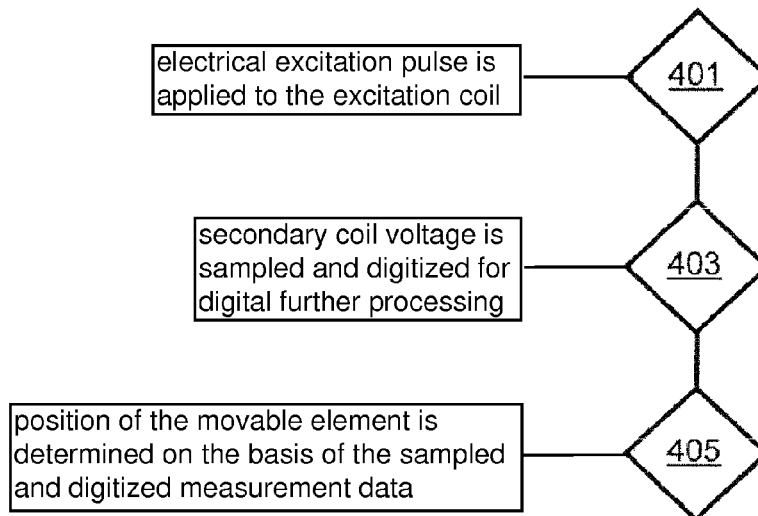 electrical excitation pulse is
applied to the excitation coil
401
secondary coil voltage is
sampled and digitized for
digital further processing
403
position of the movable element is
determined on the basis of the sampled
and digitized measurement data
405